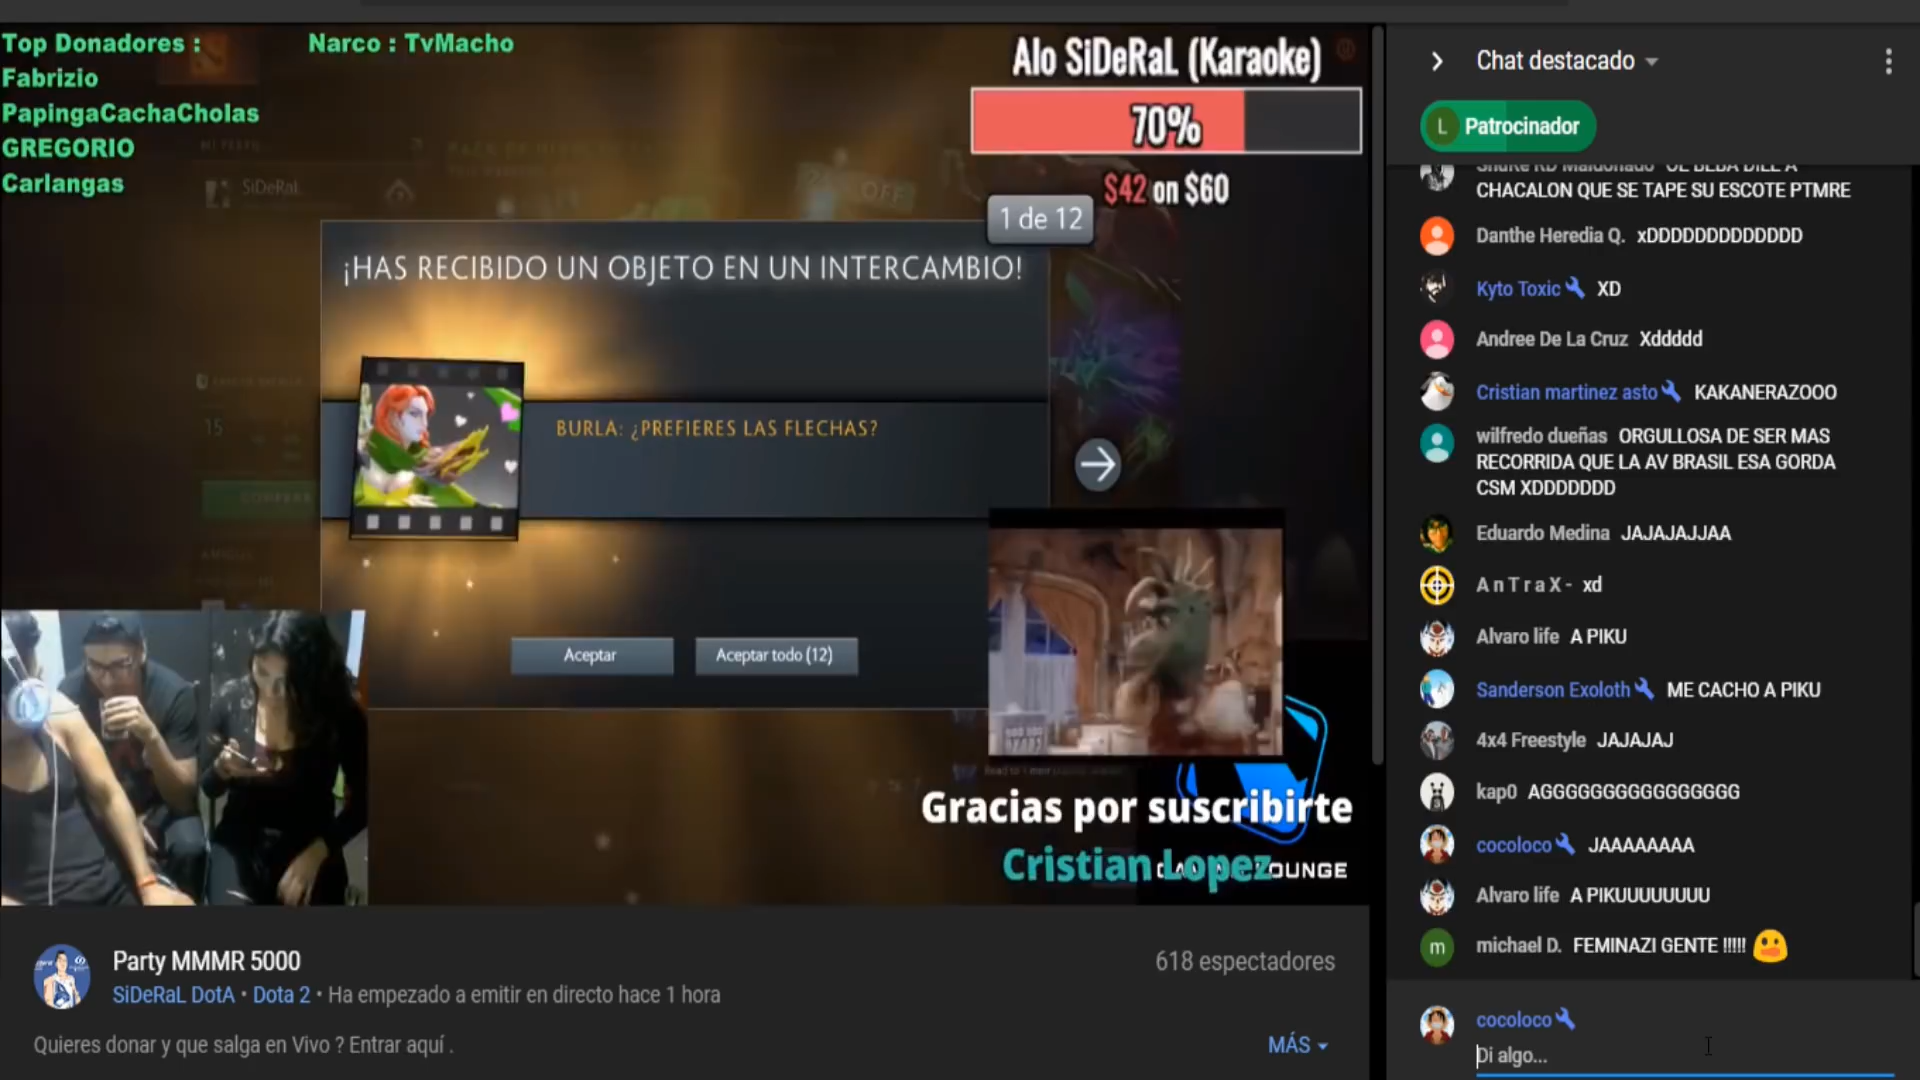 Top Donadores :
Narco : TvMacho
Fabrizio
PapingaCachaCholas
GREGORIO
Carlangas
Alo SiDeRaL (Karaoke)
70%
$42 on $60
SiDeRaL
OFF
1 de 12
¡HAS RECIBIDO UN OBJETO EN UN INTERCAMBIO!
BURLA: ¿PREFIERES LAS FLECHAS?
15
Aceptar
Aceptar todo (12)
Gracias por suscribirte
Cristian Lopez
Party MMMR 5000
618 espectadores
SiDeRaL DotA • Dota 2 • Ha empezado a emitir en directo hace 1 hora
Quieres donar y que salga en Vivo ? Entrar aquí .
MÁS
Chat destacado
L Patrocinador
CHACALON QUE SE TAPE SU ESCOTE PTMRE
Danthe Heredia Q. xDDDDDDDDDDDDD
Kyto Toxic XD
Andree De La Cruz Xddddd
Cristian martinez asto KAKANERAZOOO
wilfredo dueñas ORGULLOSA DE SER MAS
RECORRIDA QUE LA AV BRASIL ESA GORDA
CSM XDDDDDDD
Eduardo Medina JAJAJAJJAA
A n T r a X - xd
Alvaro life A PIKU
Sanderson Exoloth ME CACHO A PIKU
4x4 Freestyle JAJAJAJ
kap0 AGGGGGGGGGGGGGGGG
cocoloco JAAAAAAAA
Alvaro life A PIKUUUUUUUU
m michael D. FEMINAZI GENTE !!!!!
cocoloco
Di algo...